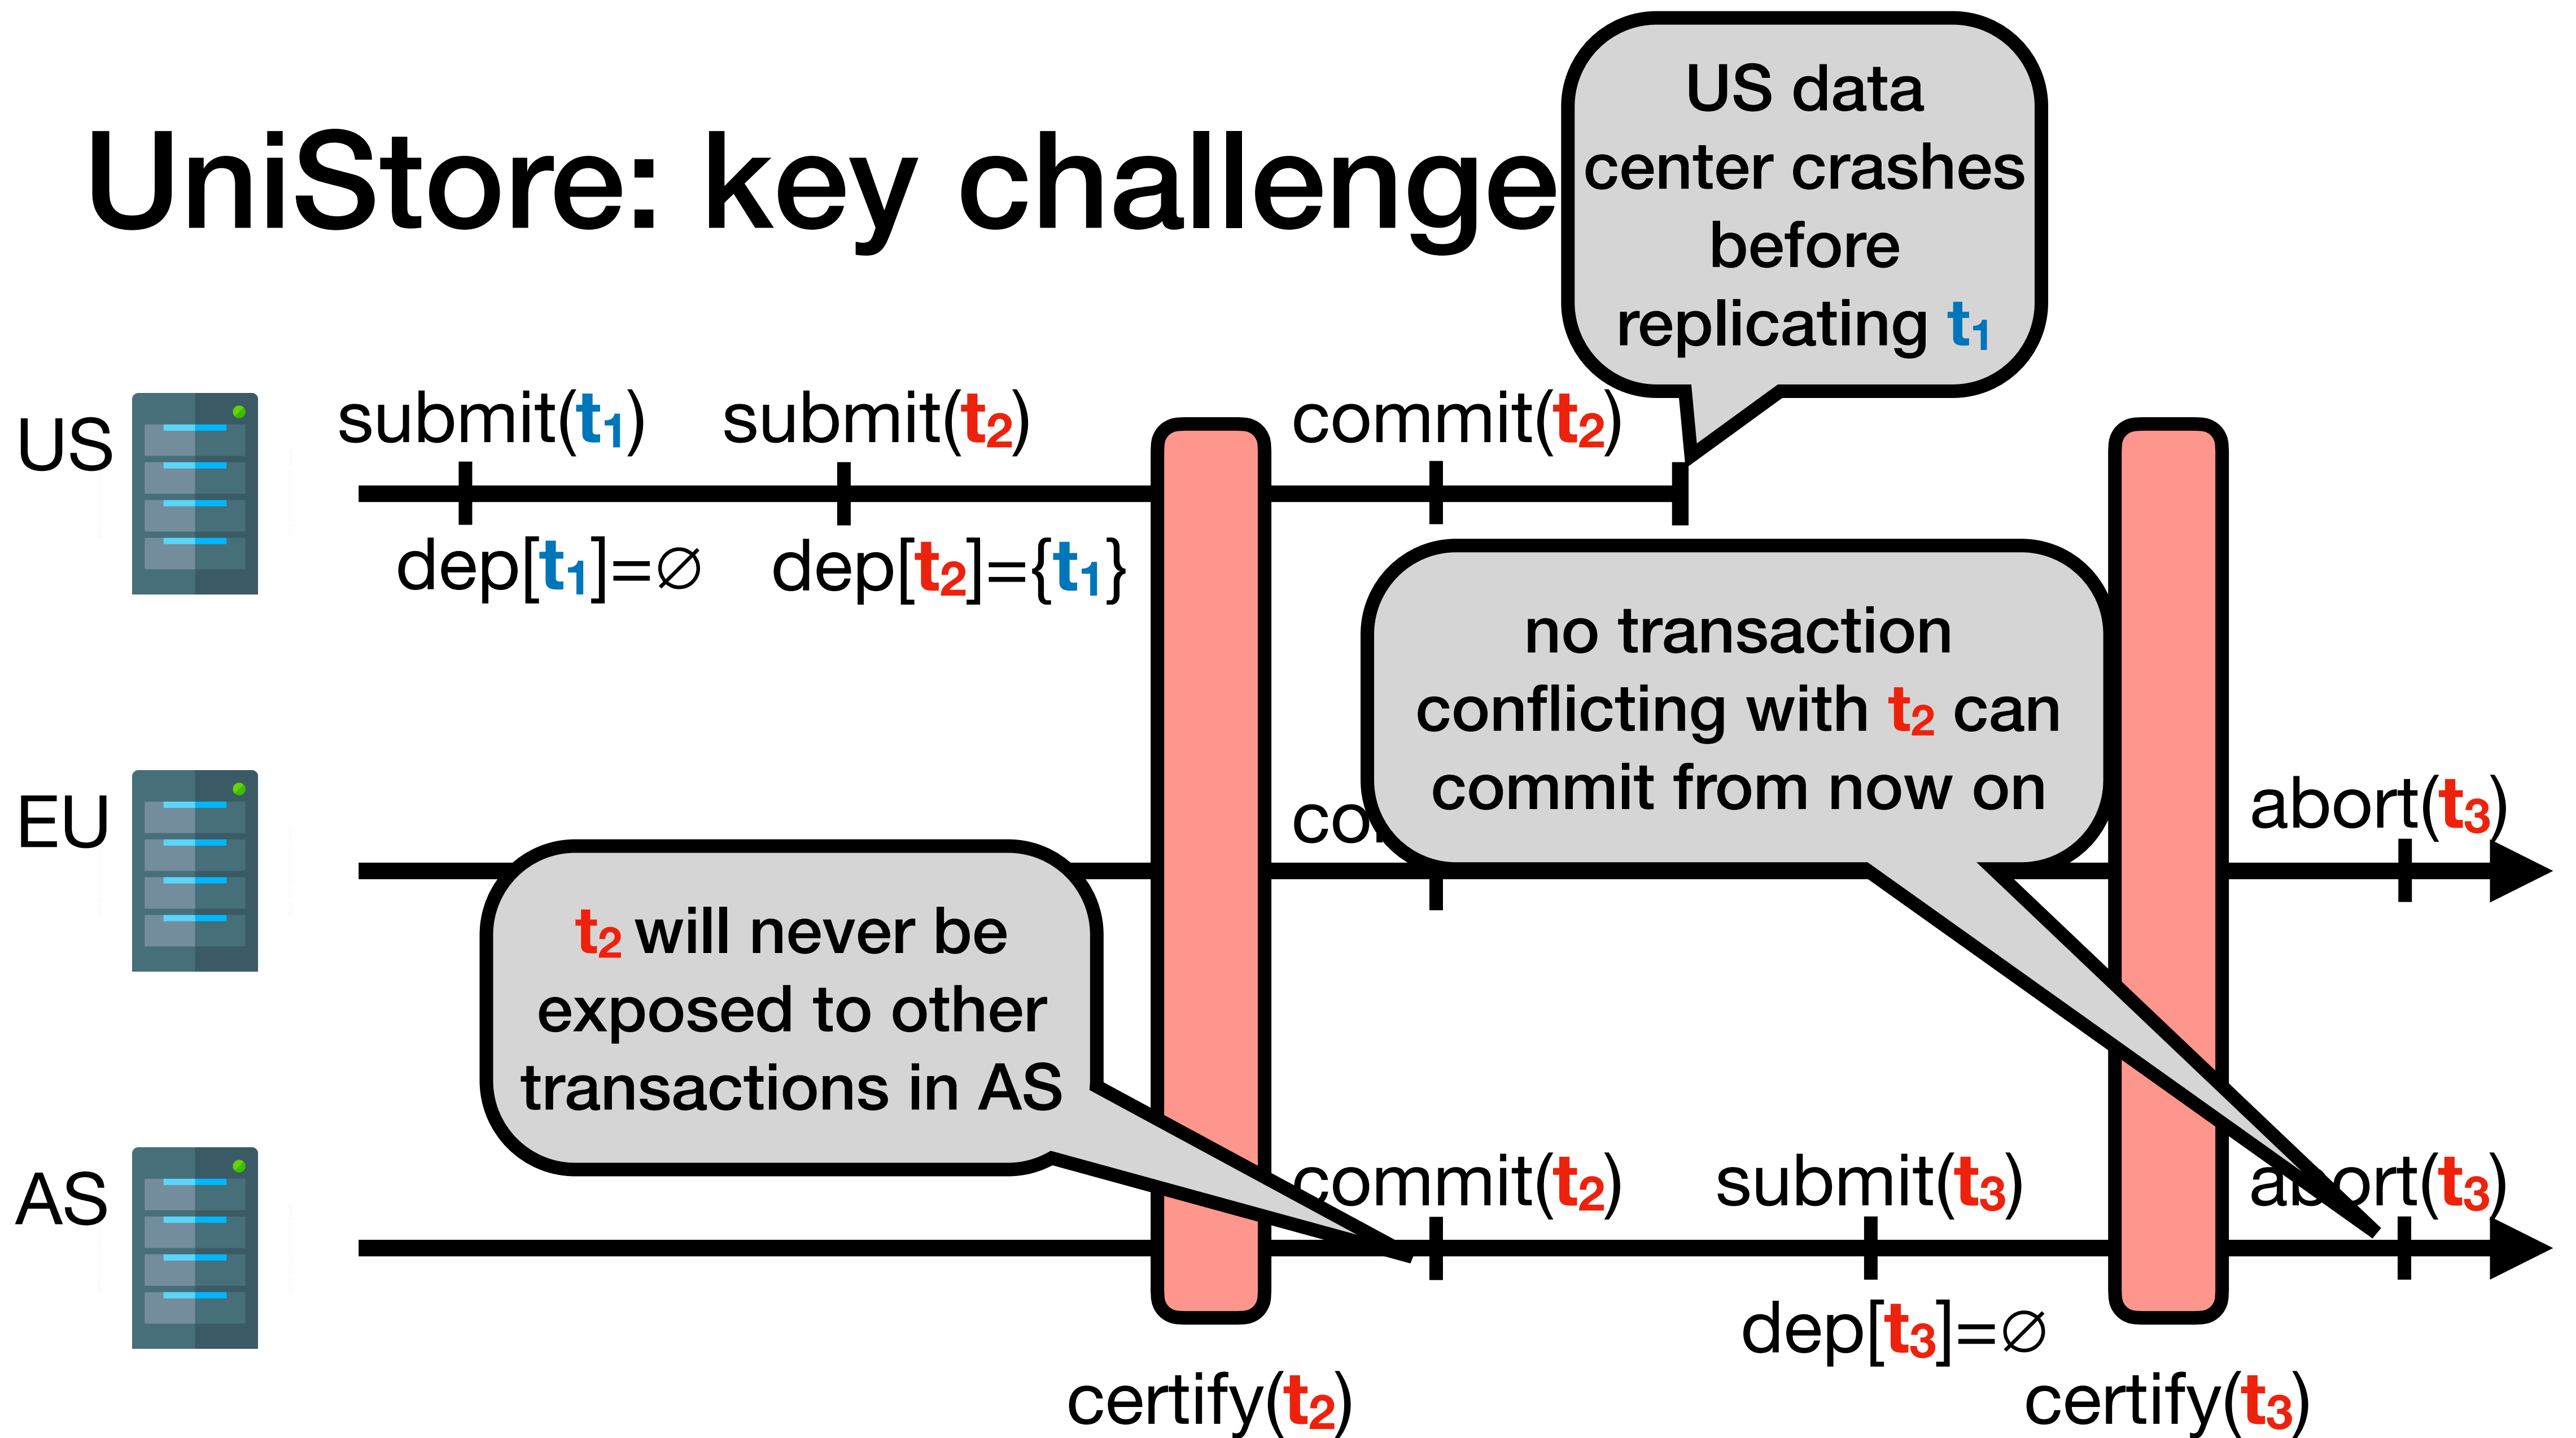 US data
center crashes
before
replicating t₁
UniStore: key challenge
US
submit(t₁)
submit(t₂)
commit(t₂)
dep[t₁]=∅
dep[t₂]={t₁}
no transaction
conflicting with t₂ can
commit from now on
EU
abort(t₃)
t₂ will never be
exposed to other
transactions in AS
AS
commit(t₂)
submit(t₃)
abort(t₃)
dep[t₃]=∅
certify(t₂)
certify(t₃)